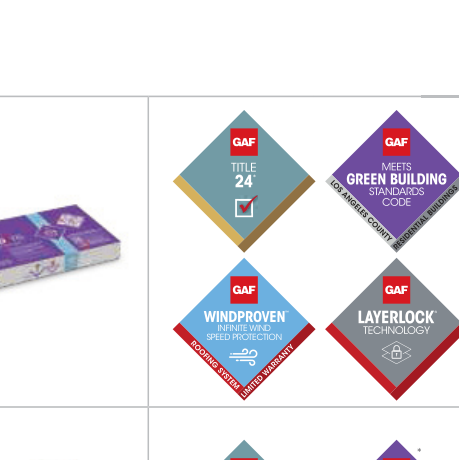 GAF
TITLE
24*
GAF
MEETS
GREEN BUILDING
STANDARDS
CODE
LOS ANGELES COUNTY
RESIDENTIAL BUILDINGS
GAF
WINDPROVEN™
INFINITE WIND
SPEED PROTECTION
ROOFING SYSTEM
LIMITED WARRANTY
GAF
LAYERLOCK®
TECHNOLOGY
*